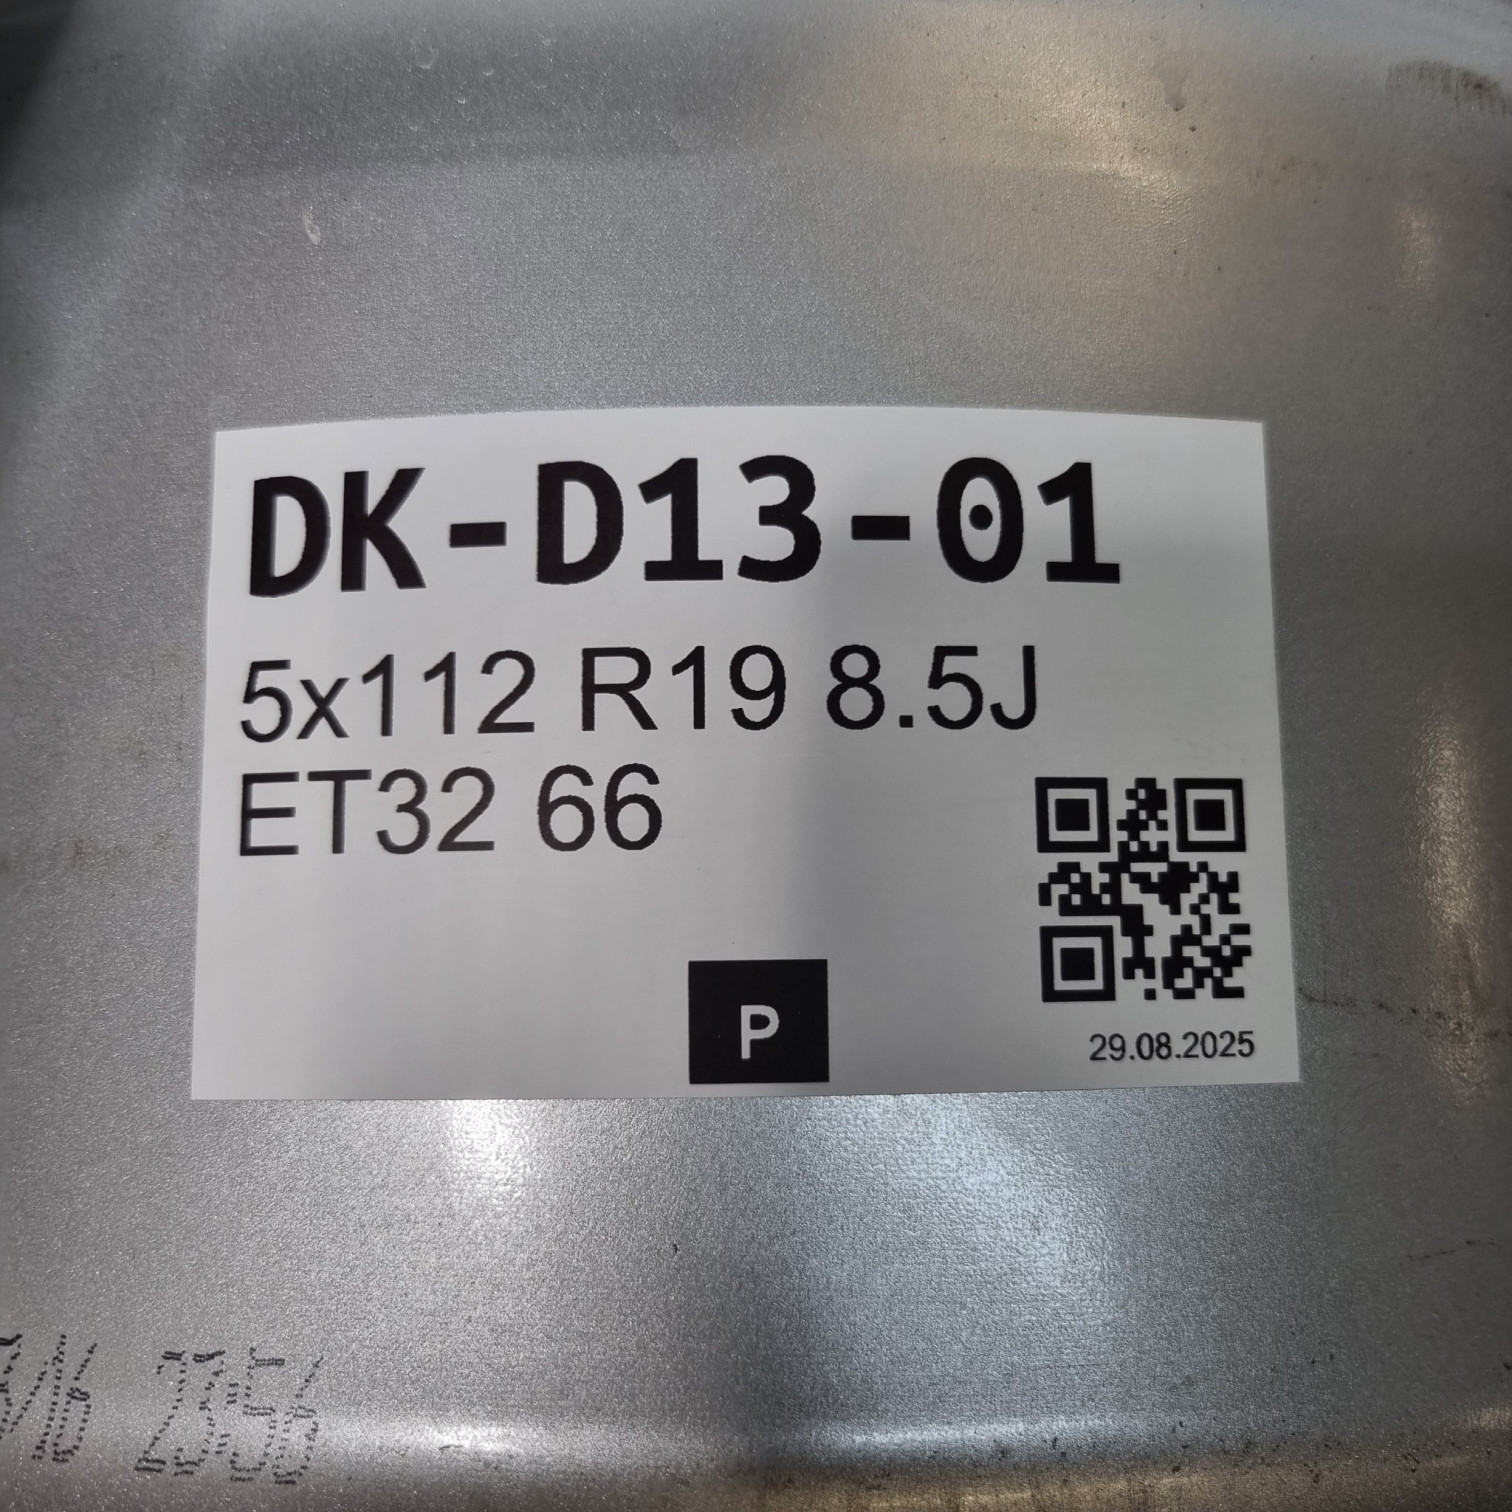 DK-D13-01
5x112 R19 8.5J
ET32 66
P
29.08.2025